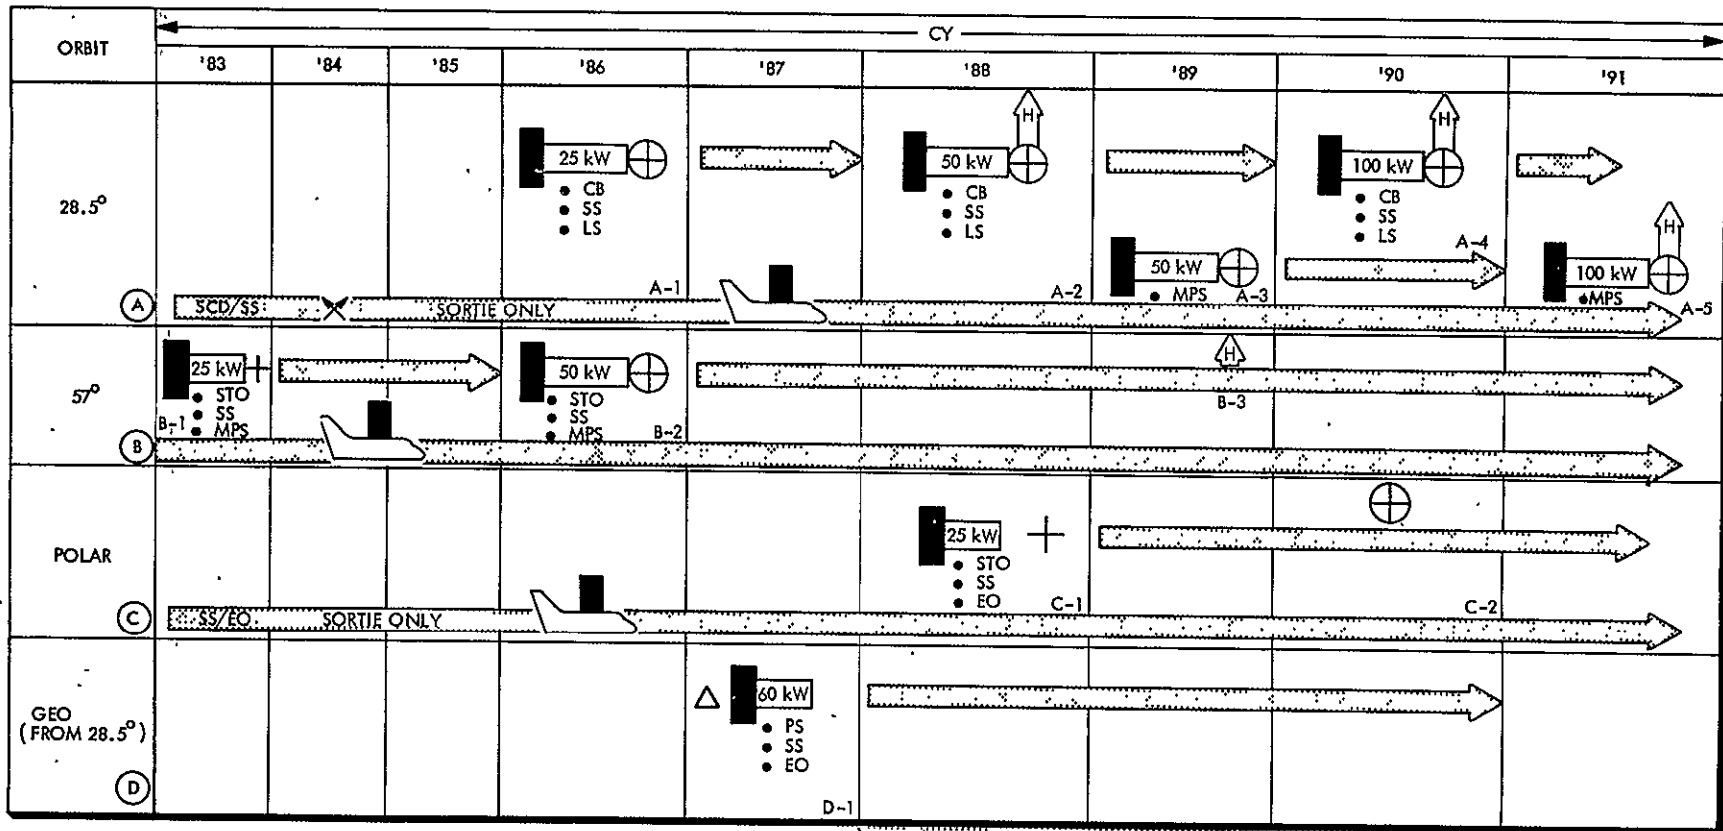 ORBIT
CY
'83 '84 '85 '86 '87 '88 '89 '90 '91
28.5°
25 kW
• CB
• SS
• LS
H
50 kW
• CB
• SS
• LS
H
100 kW
• CB
• SS
• LS
50 kW
• MPS
A-4
H
100 kW
• MPS
A
SCD/SS
SORTIE ONLY
A-1
A-2
A-3
A-5
57°
25 kW
• STO
• SS
• MPS
B-1
50 kW
• STO
• SS
• MPS
B-2
H
B-3
B
POLAR
25 kW
• STO
• SS
• EO
C
SS/EO
SORTIE ONLY
C-1
C-2
GEO
(FROM 28.5°)
60 kW
• PS
• SS
• EO
D
D-1